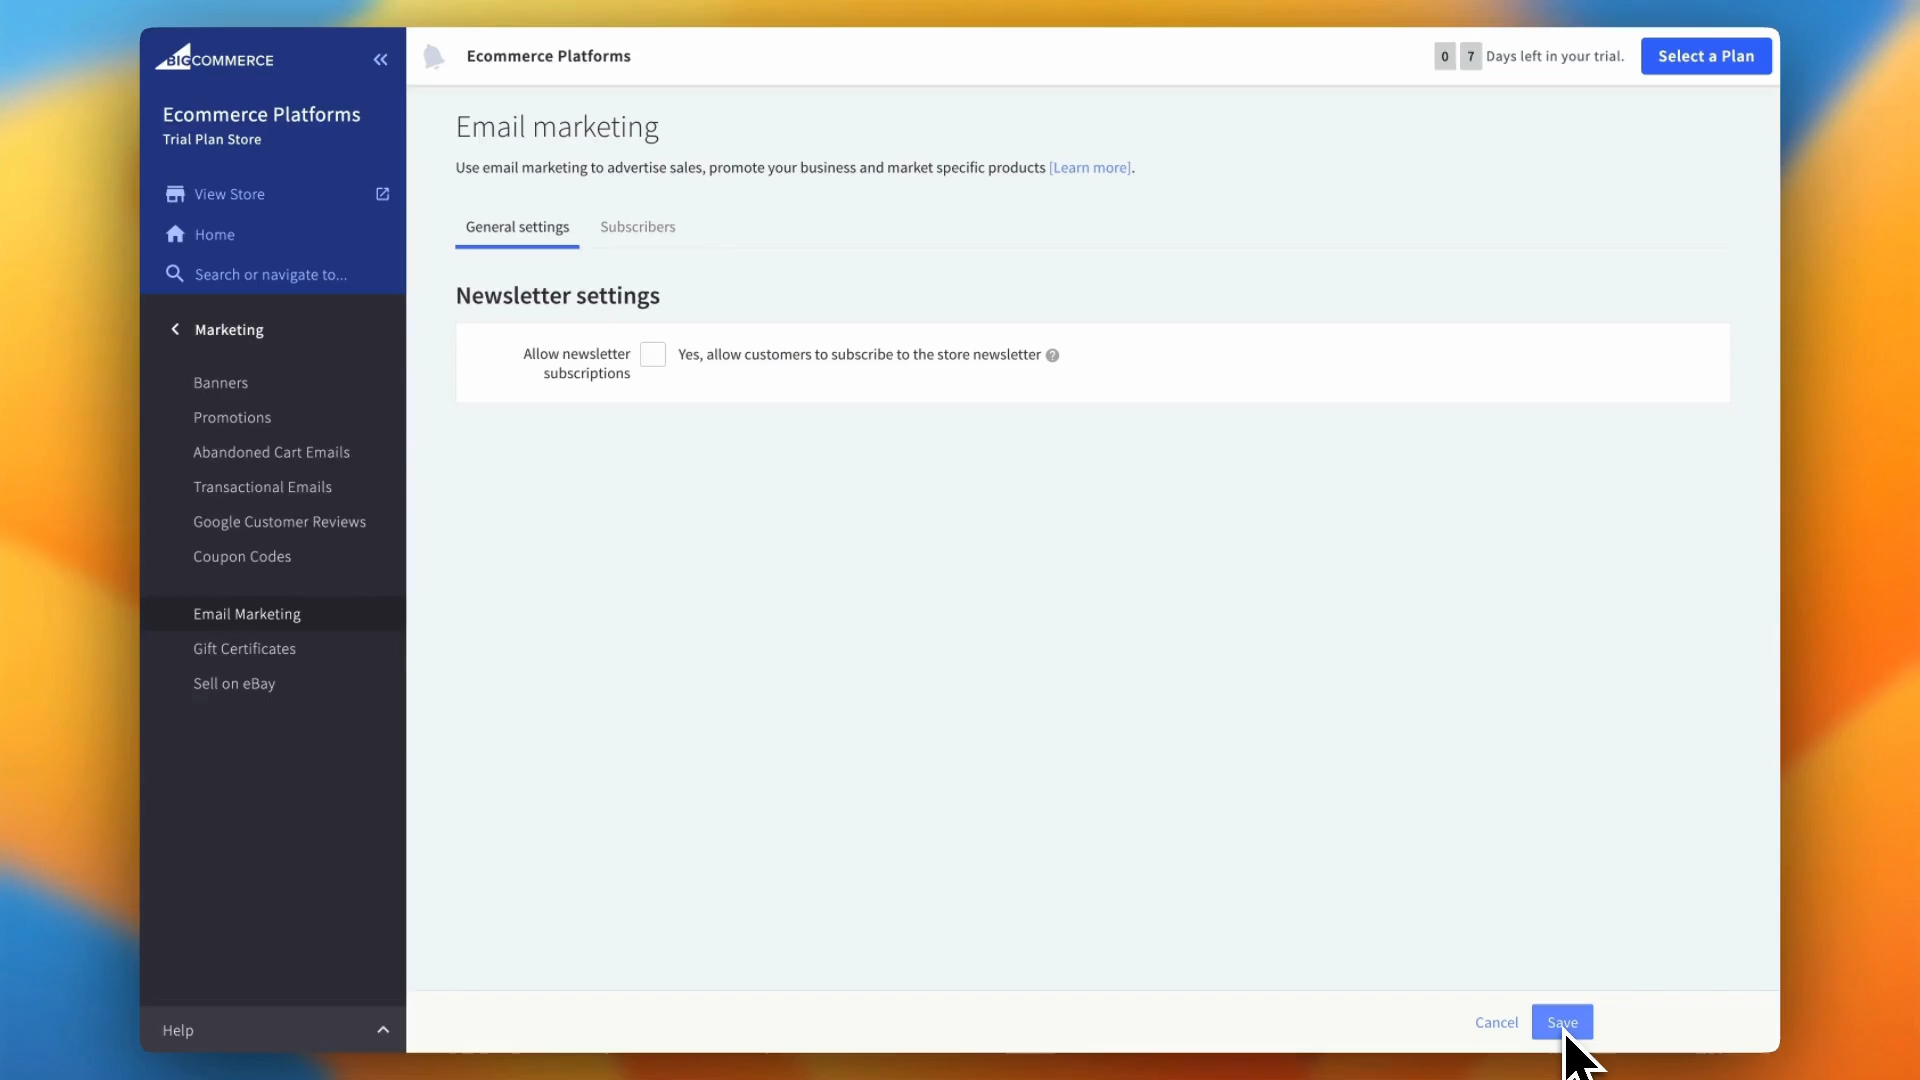 BIGCOMMERCE
Ecommerce Platforms
Trial Plan Store
View Store
Home
Search or navigate to...
Marketing
Banners
Promotions
Abandoned Cart Emails
Transactional Emails
Google Customer Reviews
Coupon Codes
Email Marketing
Gift Certificates
Sell on eBay
Help
Ecommerce Platforms
0 7 Days left in your trial.
Select a Plan
Email marketing
Use email marketing to advertise sales, promote your business and market specific products [Learn more].
General settings
Subscribers
Newsletter settings
Allow newsletter
subscriptions
Yes, allow customers to subscribe to the store newsletter ?
Cancel
Save